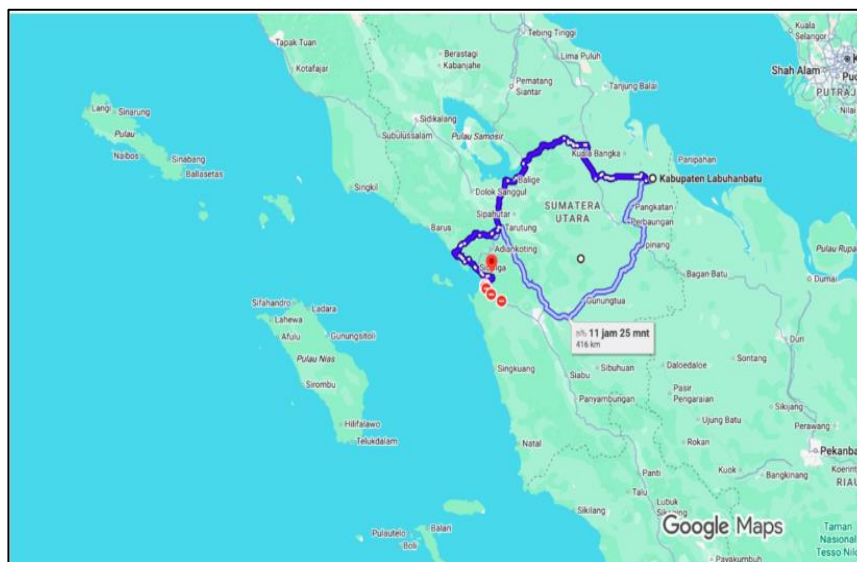 Tapak Tuan
Kotafajar
Berastagi
Kabanjahe
Tebing Tinggi
Lima Puluh
Kuala
Selangor
Shah Alam
PUTRAJ
Nilai
Langi
Sinarung
Pulau
Naibos
Sinabang
Ballasetas
Subulussalam
Sidikalang
Pematang
Siantar
Tanjung Balai
Pulau Samosir
Kuala Bangka
Panipahan
Kabupaten Labuhanbatu
Singkil
Dolok Sanggul
Balige
SUMATERA
UTARA
Pangkatan
Perbaungan
Barus
Sipahutar
Tarutung
Adiankoting
pinang
Pulau Rupa
Bagan Batu
Dumai
Sifahandro
Ladara
Lahewa
Afulu
Gunungsitoli
Pulau Nias
Sirombu
Hilifalawo
Telukdalam
Gunungtua
11 jam 25 mnt
416 km
Singkuang
Siabu
Sibuhuan
Panyambungan
Daloedaloe
Sontang
Duri
Pasir
Pengaraian
Ujung Batu
Rokan
Sikijang
Perawang
Pekanba
RIAU
Natal
Panti
Talu
Kuok
Bangkinang
Sikilang
Lubuk
Pulautelo
Balari
Boli
Payakumbuh
Google Maps
Taman
Nasional
Tesso Nilo